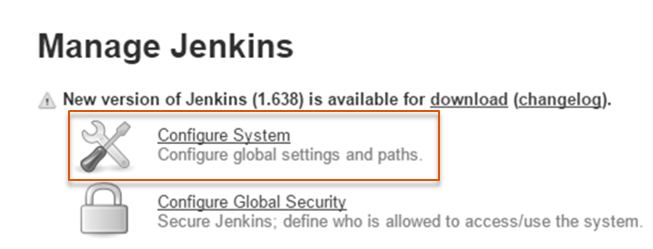 Manage Jenkins
New version of Jenkins (1.638) is available for download (changelog).
Configure System
Configure global settings and paths.
Configure Global Security
Secure Jenkins; define who is allowed to access/use the system.